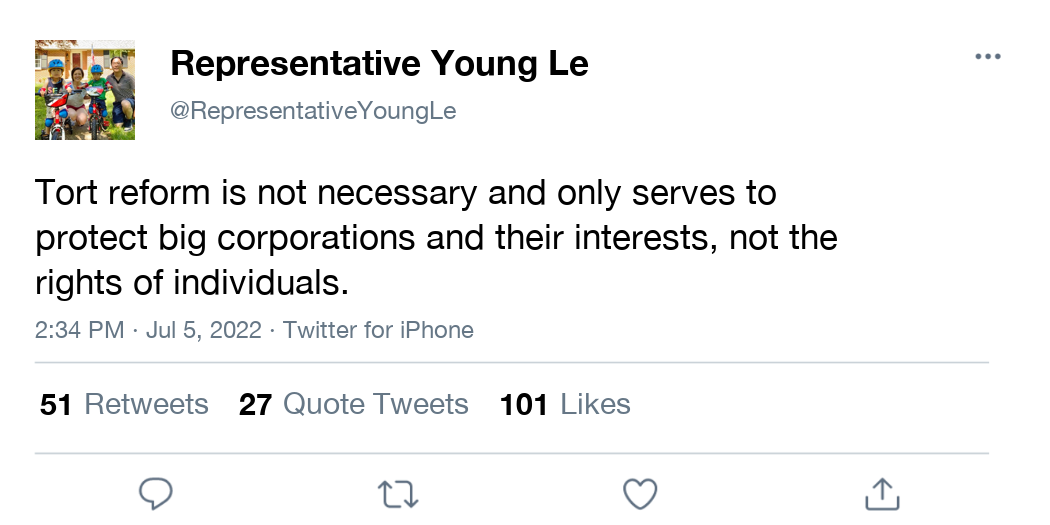 Representative Young Le
@RepresentativeYoungLe
Tort reform is not necessary and only serves to
protect big corporations and their interests, not the
rights of individuals.
2:34 PM · Jul 5, 2022 · Twitter for iPhone
51 Retweets 27 Quote Tweets 101 Likes